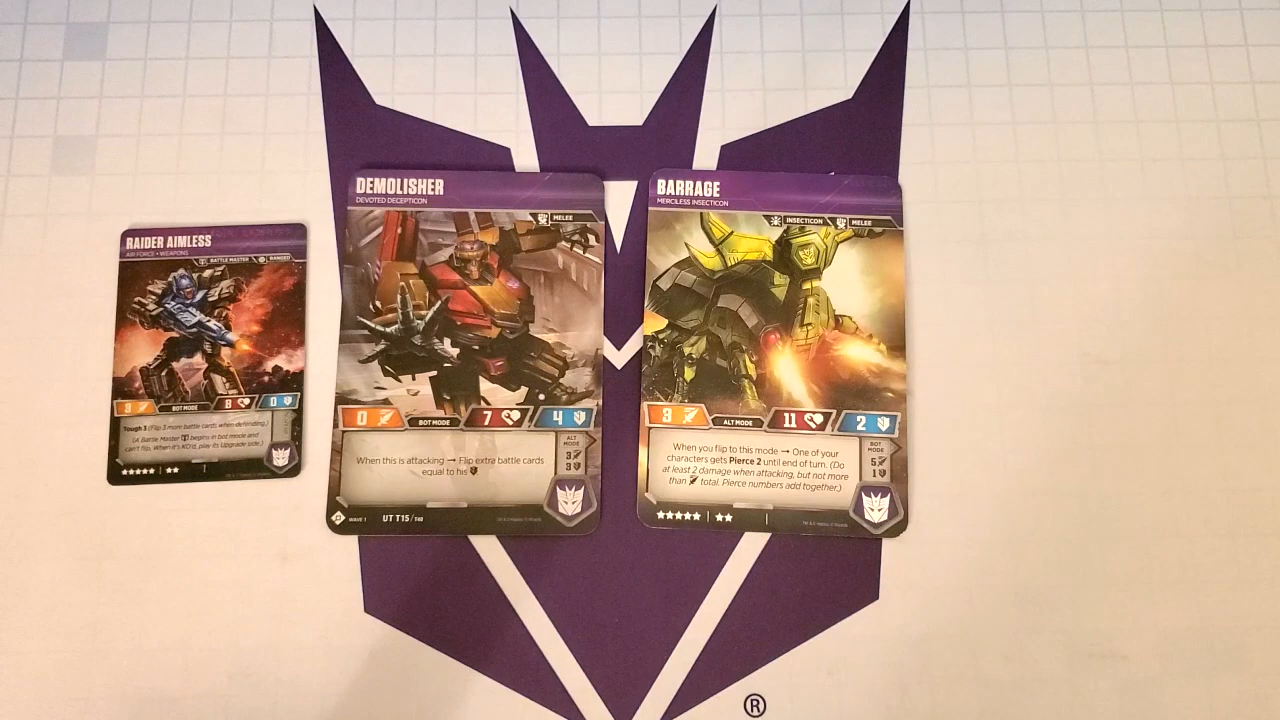 RAIDER AIMLESS
AIR FORCE • WEAPONS
BATTLE MASTER
RANGED
3
BOT MODE
8
0
Tough 3 (Flip 3 more battle cards when defending.)
(A Battle Master begins in bot mode and
can't flip. When it's KO'd, play its Upgrade side.)
DEMOLISHER
DEVOTED DECEPTICON
MELEE
0
BOT MODE
7
4
When this is attacking → Flip extra battle cards
equal to his
ALT
MODE
3
3
WAVE 1
UT T15/T40
BARRAGE
MERCILESS INSECTICON
INSECTICON
MELEE
3
ALT MODE
11
2
When you flip to this mode → One of your
characters gets Pierce 2 until end of turn. (Do
at least 2 damage when attacking, but not more
than total. Pierce numbers add together.)
BOT
MODE
5
1
®